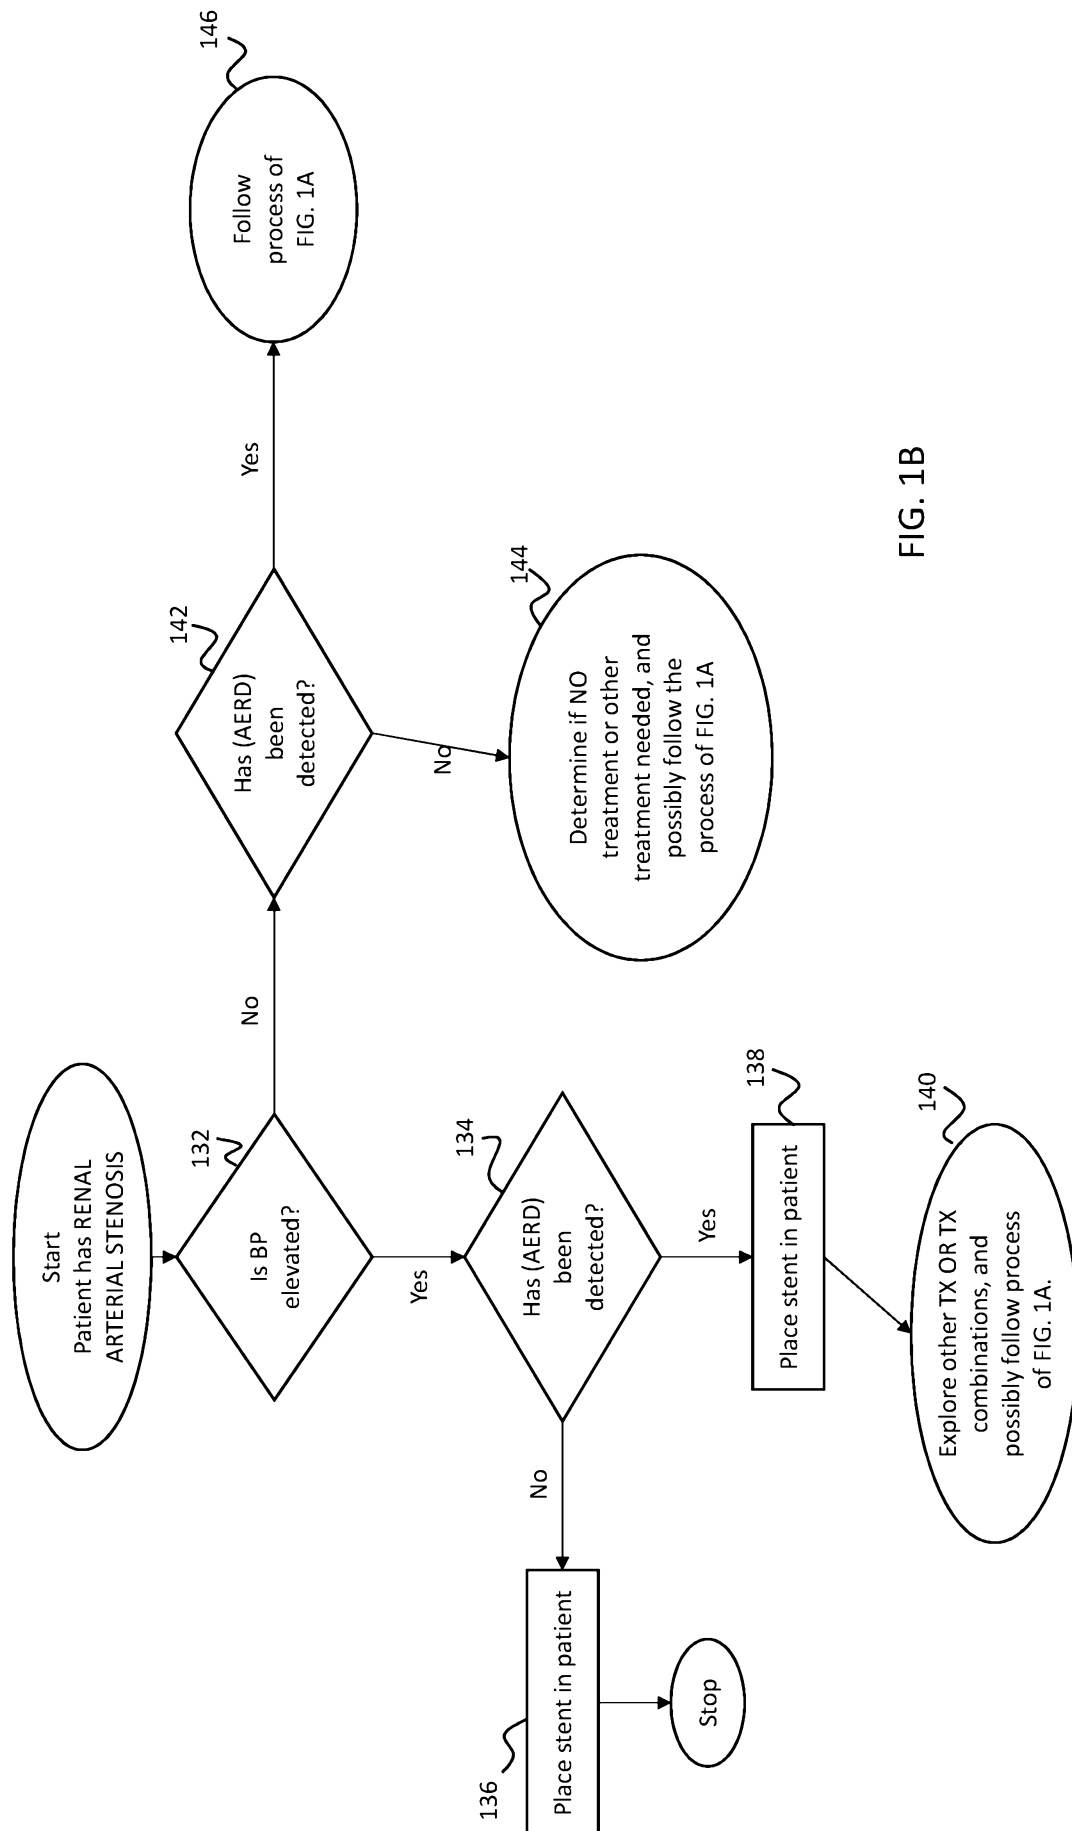 Start
Patient has RENAL
ARTERIAL STENOSIS
132
Is BP
elevated?
No
Yes
142
Has (AERD)
been
detected?
Yes
146
Follow
process of
FIG. 1A
No
144
Determine if NO
treatment or other
treatment needed, and
possibly follow the
process of FIG. 1A
134
Has (AERD)
been
detected?
No
Yes
136
Place stent in patient
Stop
138
Place stent in patient
140
Explore other TX OR TX
combinations, and
possibly follow process
of FIG. 1A.
FIG. 1B